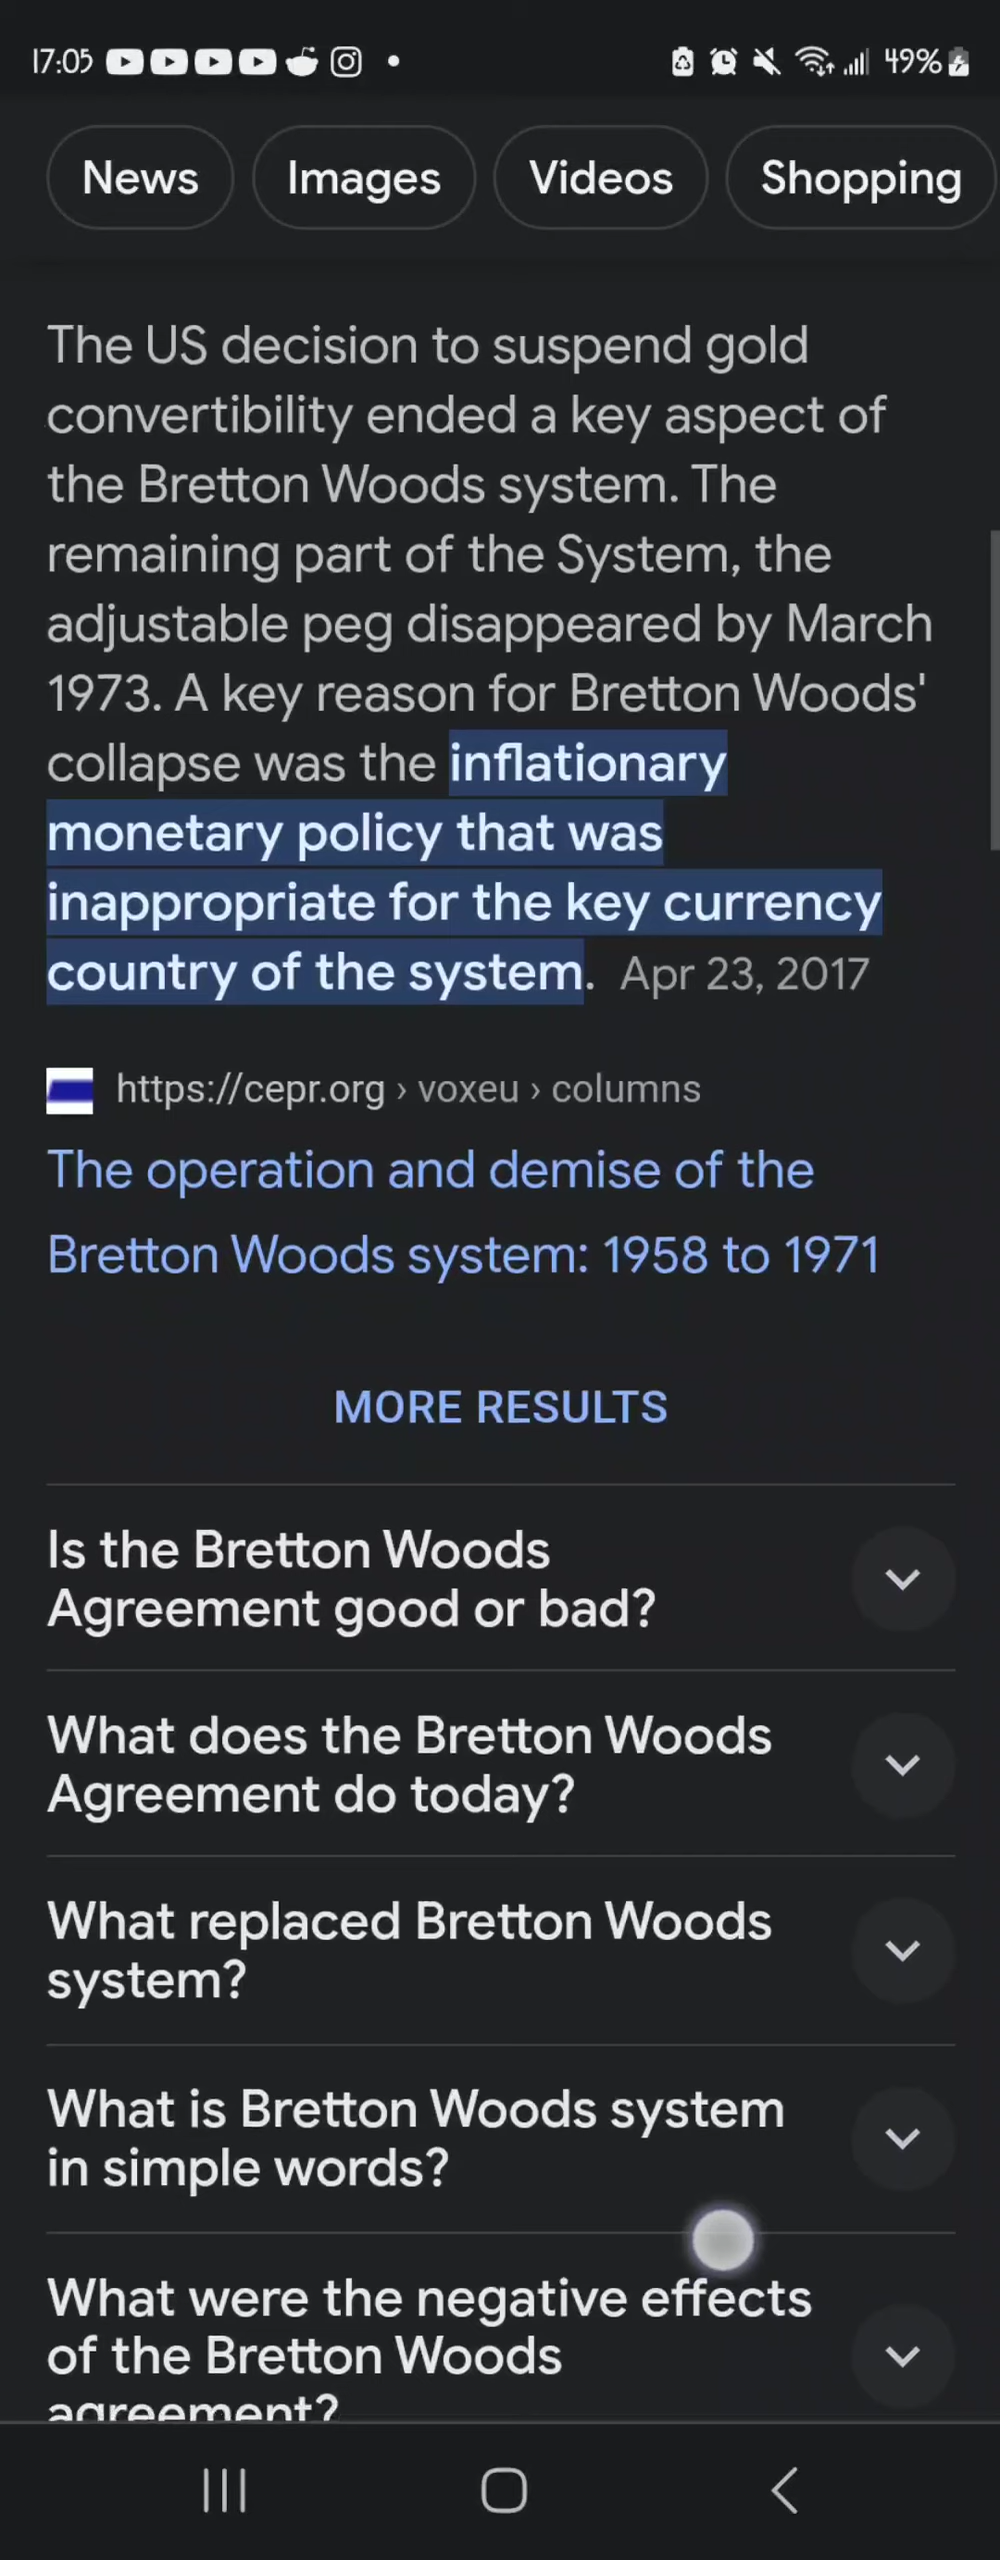 17:05
49%
News Images Videos Shopping
The US decision to suspend gold
convertibility ended a key aspect of
the Bretton Woods system. The
remaining part of the System, the
adjustable peg disappeared by March
1973. A key reason for Bretton Woods'
collapse was the inflationary
monetary policy that was
inappropriate for the key currency
country of the system. Apr 23, 2017
https://cepr.org › voxeu › columns
The operation and demise of the
Bretton Woods system: 1958 to 1971
MORE RESULTS
Is the Bretton Woods
Agreement good or bad?
What does the Bretton Woods
Agreement do today?
What replaced Bretton Woods
system?
What is Bretton Woods system
in simple words?
What were the negative effects
of the Bretton Woods
agreement?